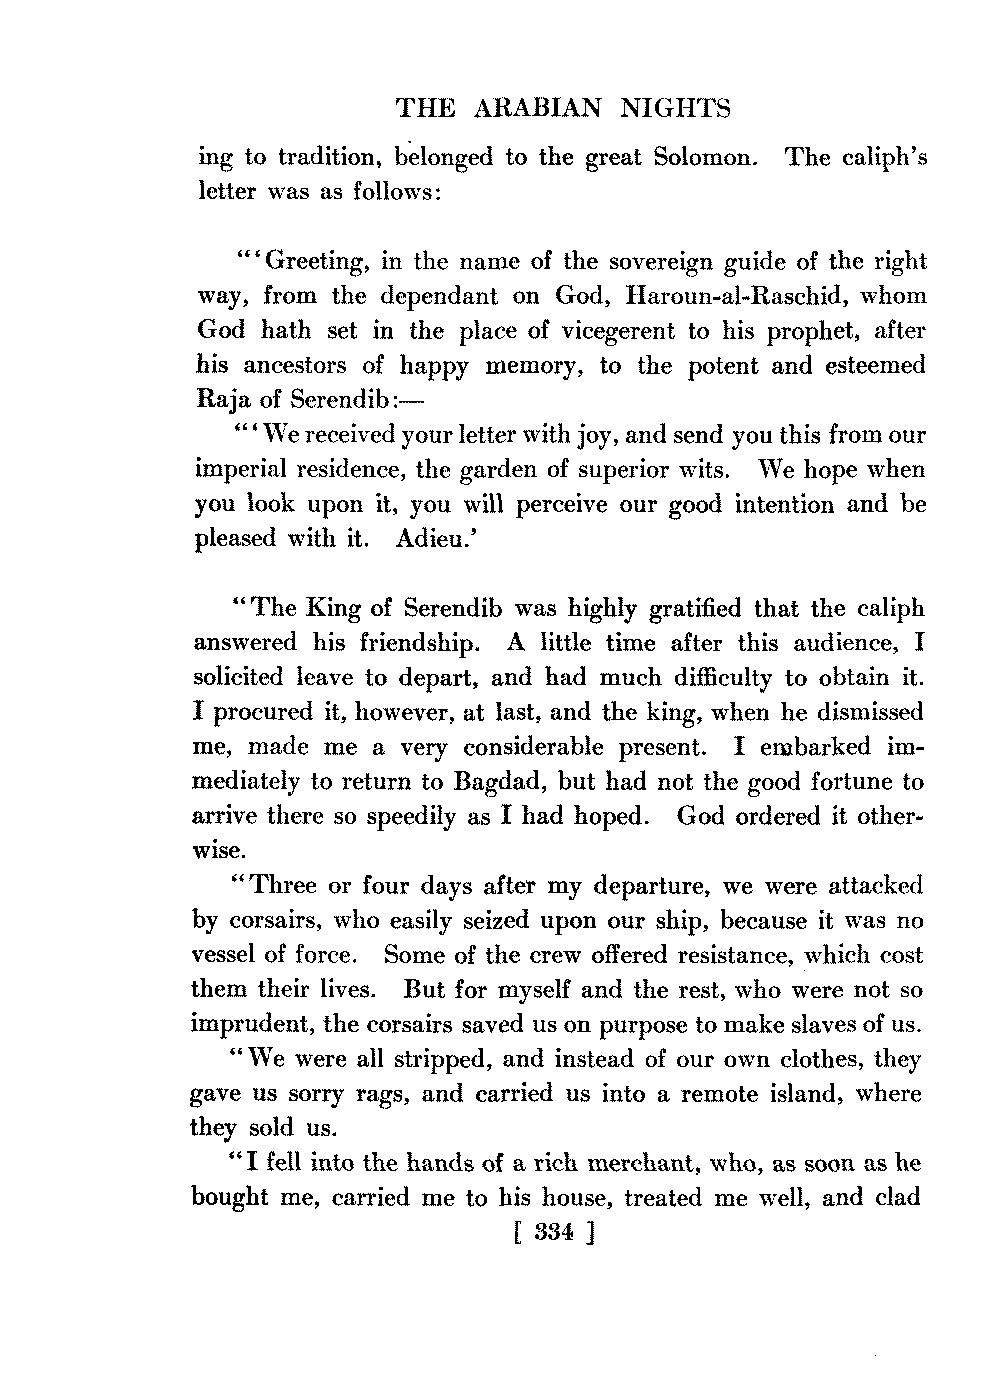 THE ARABIAN NIGHTS
ing to tradition, belonged to the great Solomon. The caliph's
letter was as follows:
"'Greeting, in the name of the sovereign guide of the right
way, from the dependant on God, Haroun-al-Raschid, whom
God hath set in the place of vicegerent to his prophet, after
his ancestors of happy memory, to the potent and esteemed
Raja of Serendib:—
"'We received your letter with joy, and send you this from our
imperial residence, the garden of superior wits. We hope when
you look upon it, you will perceive our good intention and be
pleased with it. Adieu.'
"The King of Serendib was highly gratified that the caliph
answered his friendship. A little time after this audience, I
solicited leave to depart, and had much difficulty to obtain it.
I procured it, however, at last, and the king, when he dismissed
me, made me a very considerable present. I embarked im-
mediately to return to Bagdad, but had not the good fortune to
arrive there so speedily as I had hoped. God ordered it other-
wise.
"Three or four days after my departure, we were attacked
by corsairs, who easily seized upon our ship, because it was no
vessel of force. Some of the crew offered resistance, which cost
them their lives. But for myself and the rest, who were not so
imprudent, the corsairs saved us on purpose to make slaves of us.
"We were all stripped, and instead of our own clothes, they
gave us sorry rags, and carried us into a remote island, where
they sold us.
"I fell into the hands of a rich merchant, who, as soon as he
bought me, carried me to his house, treated me well, and clad
[ 334 ]